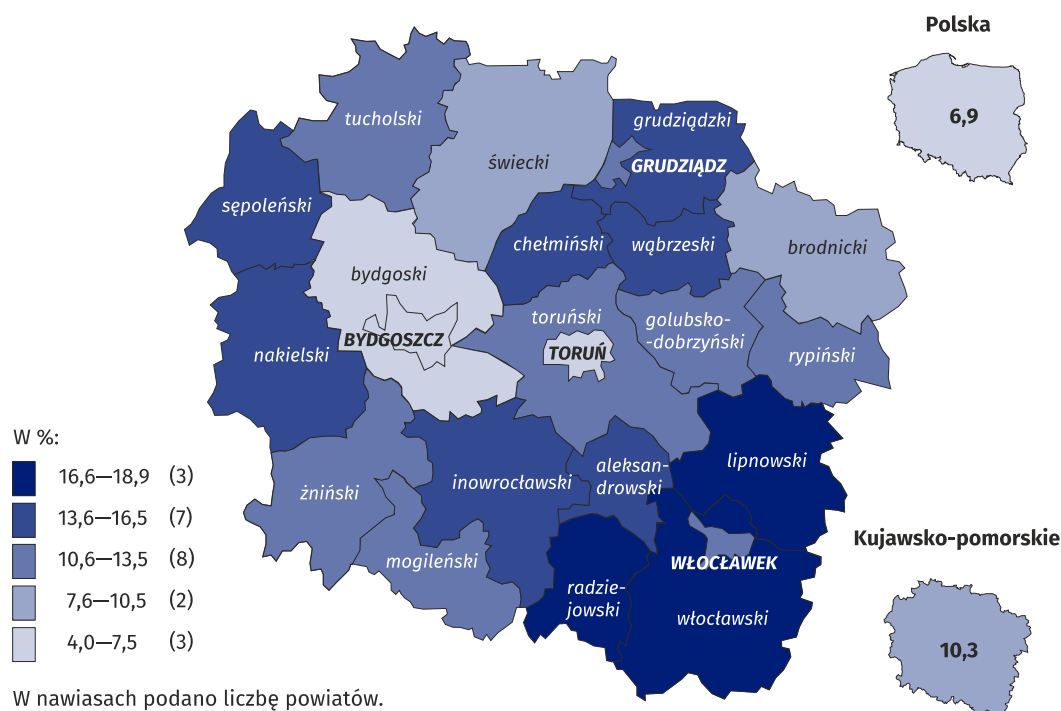 Polska
6,9
tucholski
grudziądzki
świecki
GRUDZIĄDZ
sępoleński
chełmiński
wąbrzeski
brodnicki
bydgoski
toruński
golubsko-
-dobrzyński
BYDGOSZCZ
TORUŃ
nakielski
rypiński
W %:
16,6—18,9 (3)
13,6—16,5 (7)
10,6—13,5 (8)
7,6—10,5 (2)
4,0—7,5 (3)
lipnowski
aleksan-
drowski
inowrocławski
żniński
mogileński
WŁOCŁAWEK
radzie-
jowski
włocławski
Kujawsko-pomorskie
10,3
W nawiasach podano liczbę powiatów.